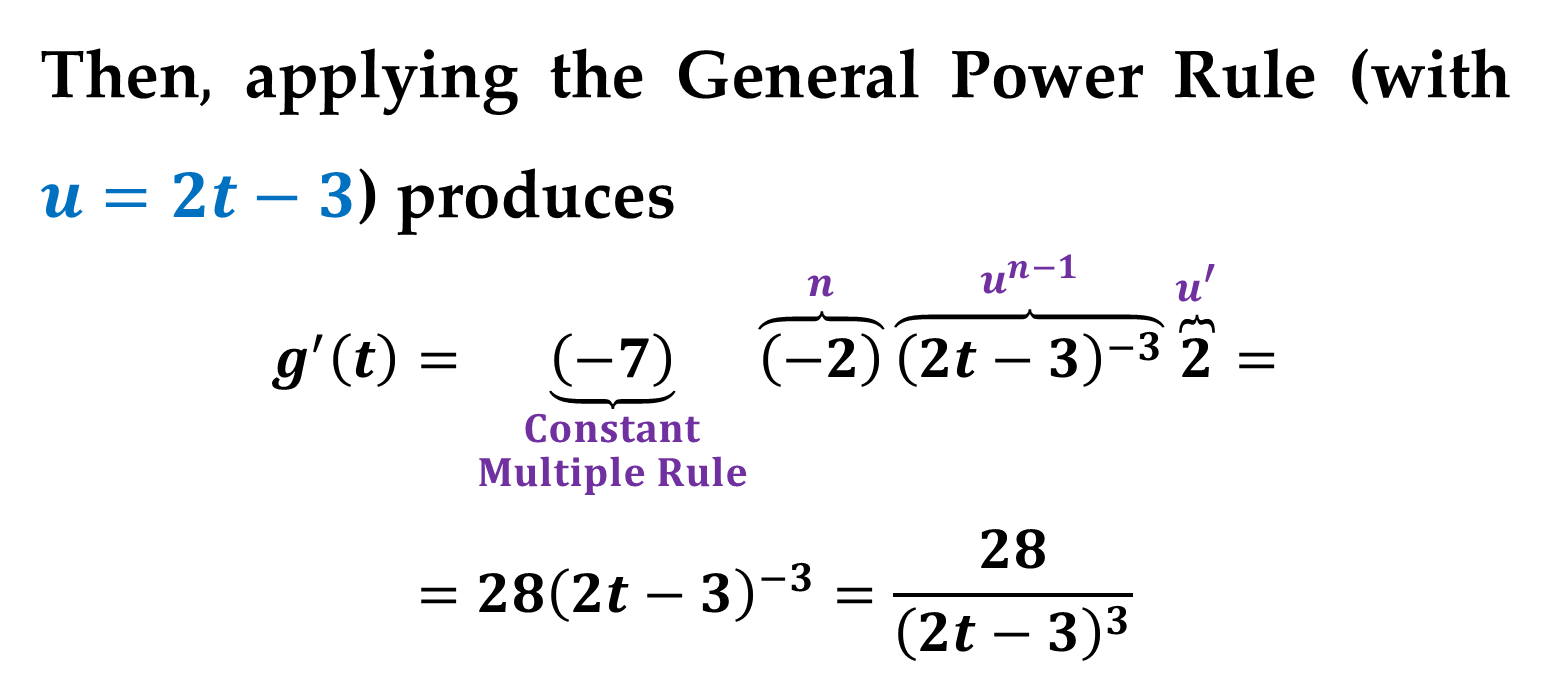 Then, applying the General Power Rule (with
u = 2t − 3) produces
n u^{n−1} u′
g′(t) = (−7) (−2) (2t − 3)^{−3} 2 =
Constant
Multiple Rule
= 28(2t − 3)^{−3} = \frac{28}{(2t − 3)^3}